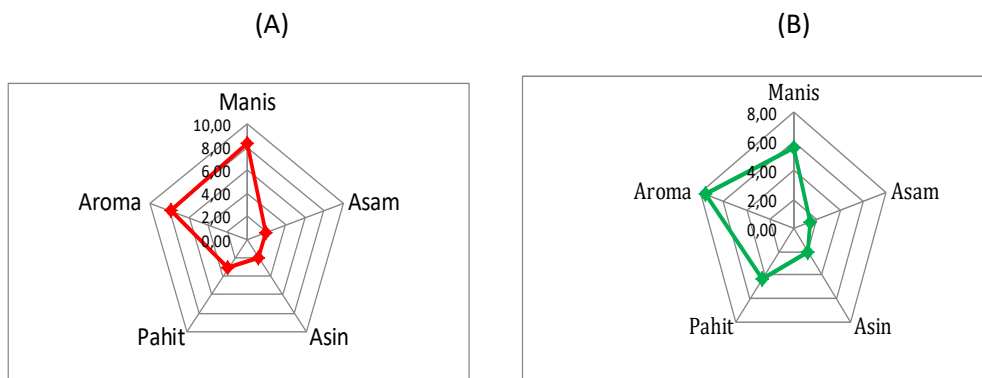 (A)
(B)
Manis
10,00
8,00
6,00
4,00
2,00
0,00
Aroma
Asam
Pahit
Asin
Manis
8,00
6,00
4,00
2,00
0,00
Aroma
Asam
Pahit
Asin